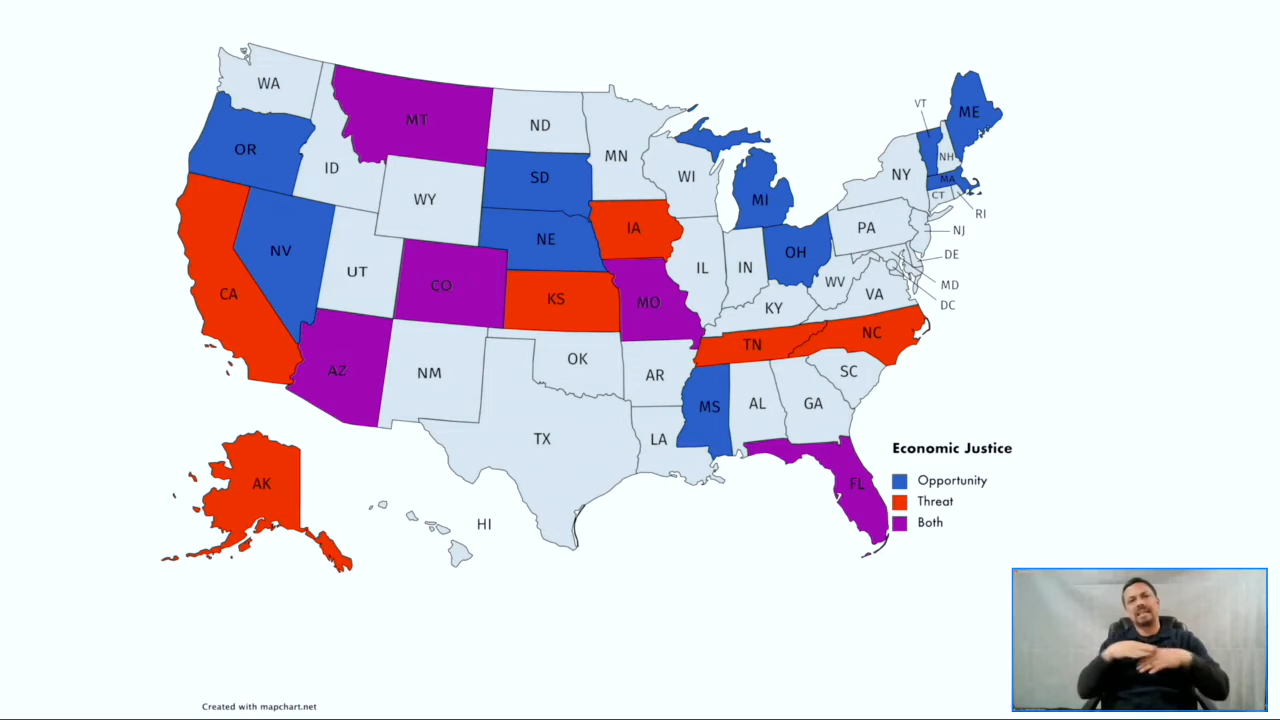 WA
MT
ND
MN
OR
ID
SD
WI
WY
MI
NY
VT
ME
NH
MA
CT
RI
NV
NE
IA
PA
NJ
UT
CO
IL
IN
OH
DE
CA
KS
MO
WV
MD
KY
VA
DC
AZ
NM
OK
TN
NC
AR
SC
MS
AL
GA
TX
LA
AK
HI
FL
Economic Justice
Opportunity
Threat
Both
Created with mapchart.net